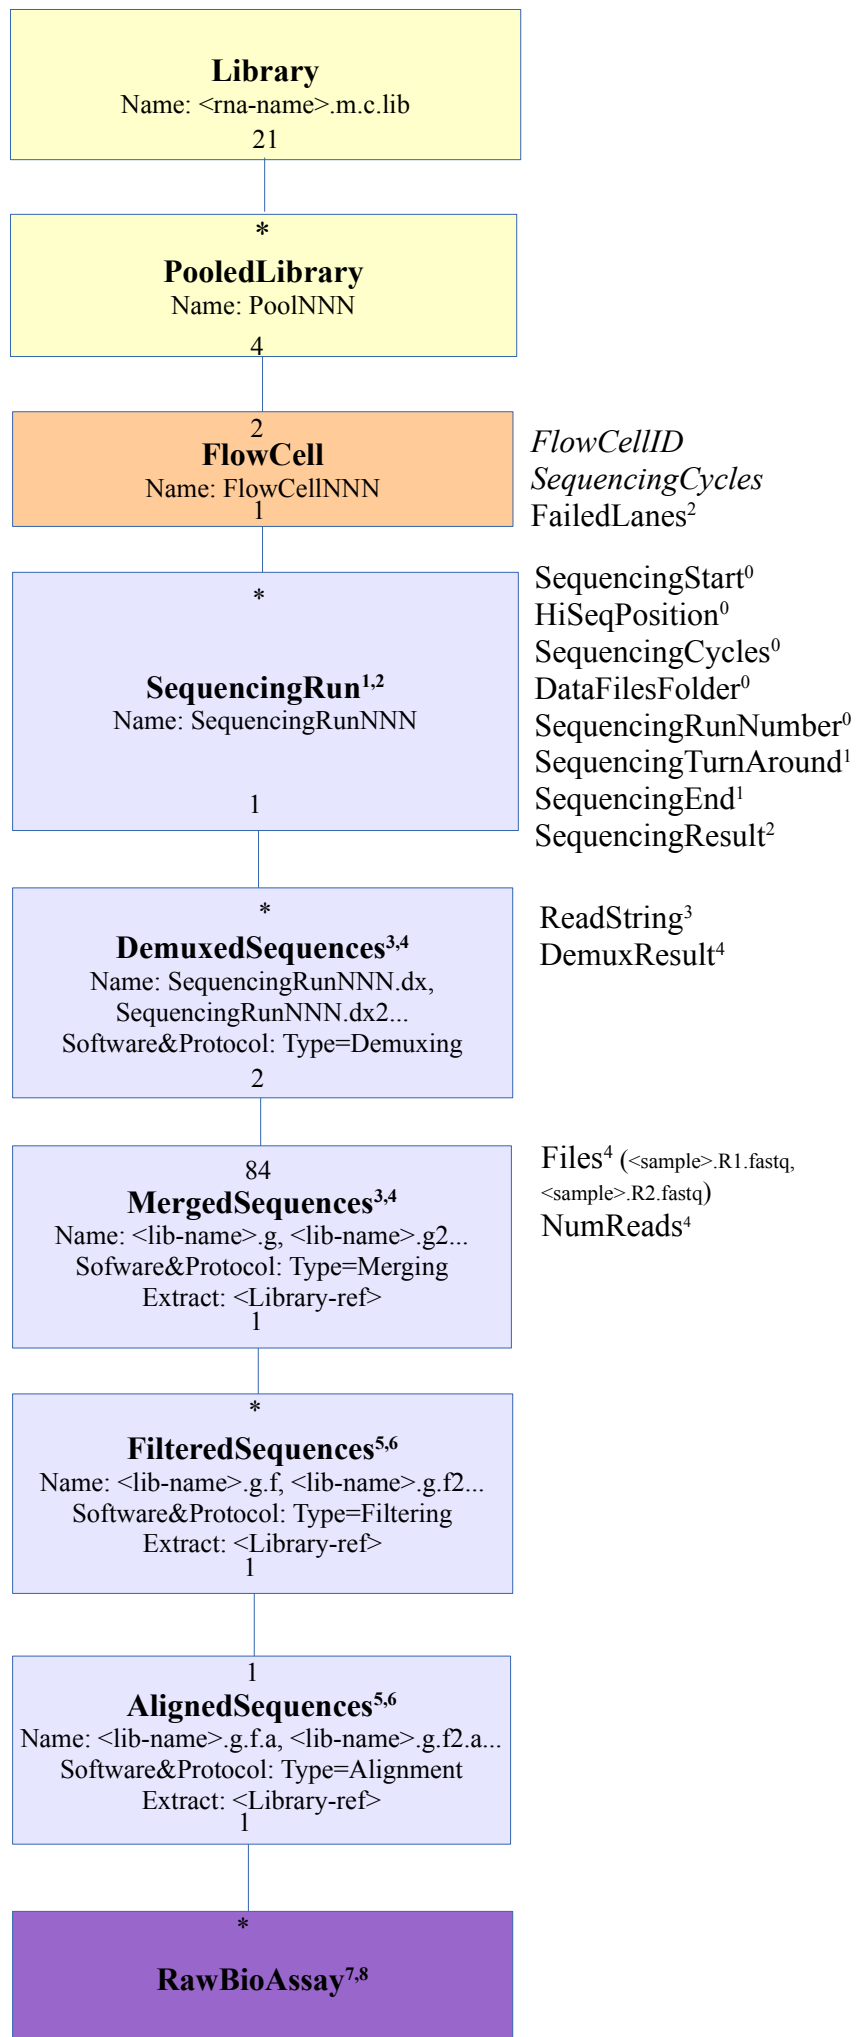 Library
Name: <rna-name>.m.c.lib
21
*
PooledLibrary
Name: PoolNNN
4
2
FlowCell
Name: FlowCellNNN
1
FlowCellID
SequencingCycles
FailedLanes²
*
SequencingRun¹,²
Name: SequencingRunNNN
1
SequencingStart⁰
HiSeqPosition⁰
SequencingCycles⁰
DataFilesFolder⁰
SequencingRunNumber⁰
SequencingTurnAround¹
SequencingEnd¹
SequencingResult²
*
DemuxedSequences³,⁴
Name: SequencingRunNNN.dx,
SequencingRunNNN.dx2...
Software&Protocol: Type=Demuxing
2
ReadString³
DemuxResult⁴
84
MergedSequences³,⁴
Name: <lib-name>.g, <lib-name>.g2...
Sofware&Protocol: Type=Merging
Extract: <Library-ref>
1
Files⁴ (<sample>.R1.fastq,
<sample>.R2.fastq)
NumReads⁴
*
FilteredSequences⁵,⁶
Name: <lib-name>.g.f, <lib-name>.g.f2...
Software&Protocol: Type=Filtering
Extract: <Library-ref>
1
1
AlignedSequences⁵,⁶
Name: <lib-name>.g.f.a, <lib-name>.g.f2.a...
Software&Protocol: Type=Alignment
Extract: <Library-ref>
1
*
RawBioAssay⁷,⁸